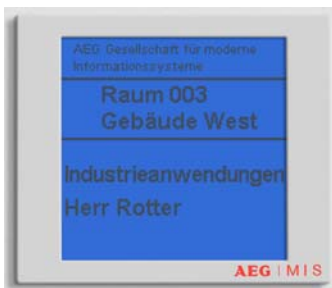 AEG Gesellschaft für moderne
Informationssysteme
Raum 003
Gebäude West
Industrieanwendungen
Herr Rotter
AEG | MIS